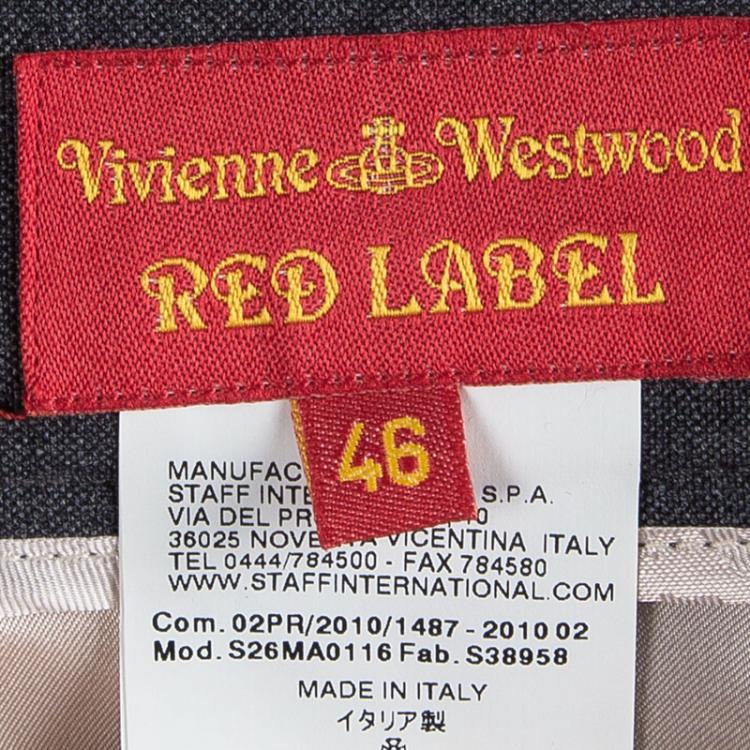 Vivienne Westwood
RED LABEL
46
MANUFAC
STAFF INTE S.P.A.
VIA DEL PR 10
36025 NOVE A VICENTINA ITALY
TEL 0444/784500 - FAX 784580
WWW.STAFFINTERNATIONAL.COM
Com. 02PR/2010/1487 - 2010 02
Mod. S26MA0116 Fab. S38958
MADE IN ITALY
イタリア製